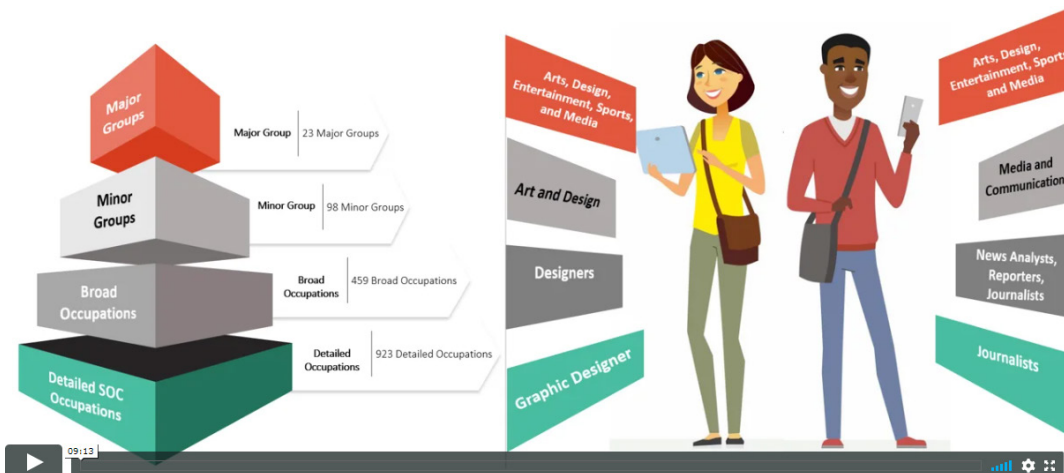 Major
Groups
Major Group
23 Major Groups
Minor
Groups
Minor Group
98 Minor Groups
Broad
Occupations
Broad
Occupations
459 Broad Occupations
Detailed SOC
Occupations
Detailed
Occupations
923 Detailed Occupations
Arts, Design,
Entertainment, Sports,
and Media
Art and Design
Designers
Graphic Designer
Arts, Design,
Entertainment, Sports
and Media
Media and
Communication
News Analysts,
Reporters,
Journalists
Journalists
09:13